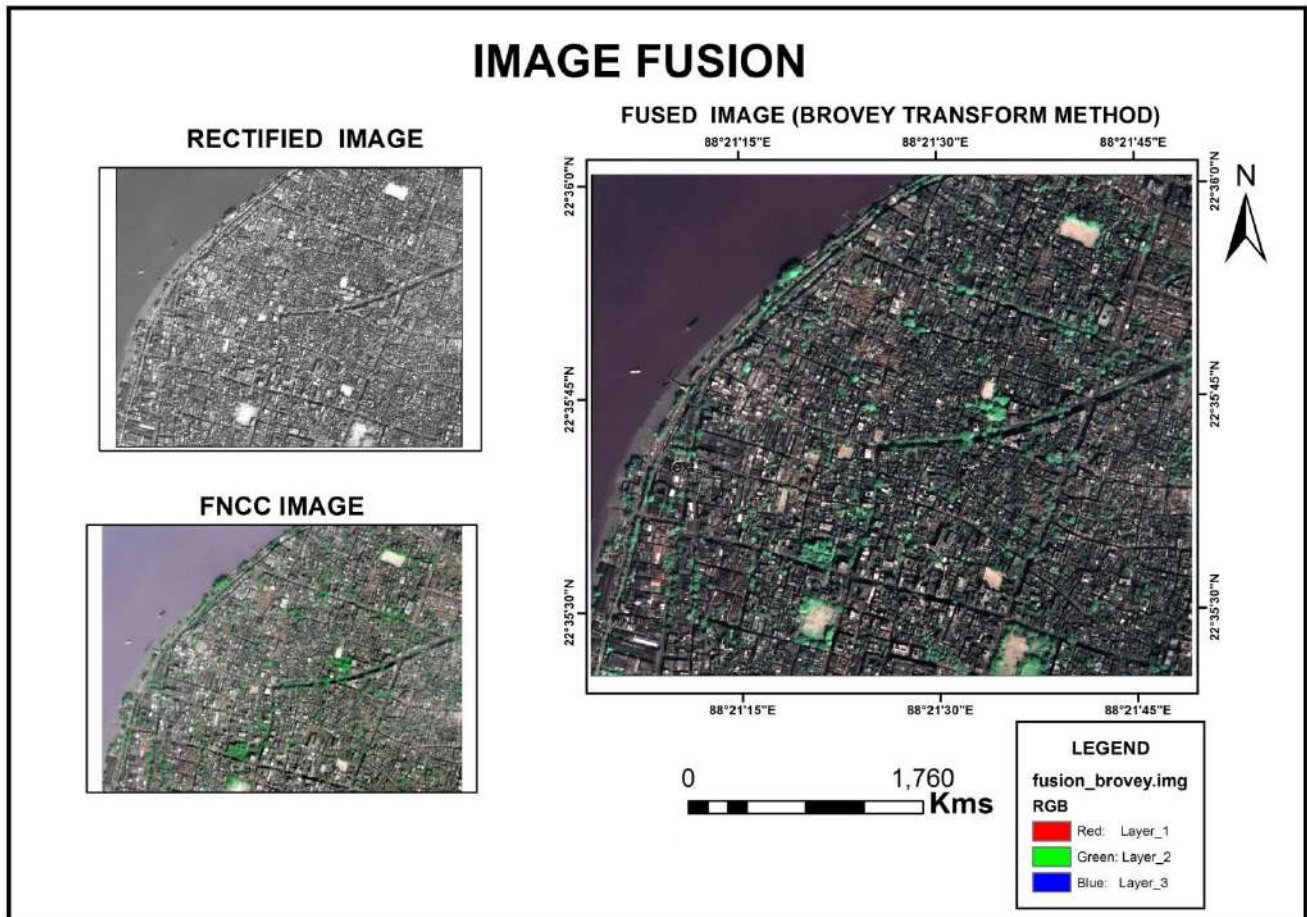 IMAGE FUSION
RECTIFIED IMAGE
FNCC IMAGE
FUSED IMAGE (BROVEY TRANSFORM METHOD)
88°21'15"E 88°21'30"E 88°21'45"E
22°36'0"N
22°35'45"N
22°35'30"N
22°36'0"N
22°35'45"N
22°35'30"N
88°21'15"E 88°21'30"E 88°21'45"E
N
0 1,760
Kms
LEGEND
fusion_brovey.img
RGB
Red: Layer_1
Green: Layer_2
Blue: Layer_3